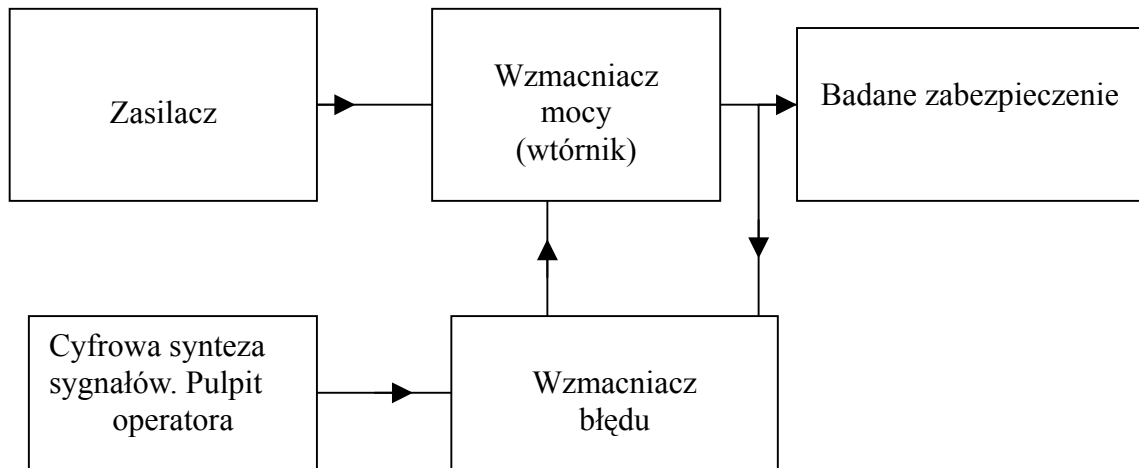 Zasilacz
Wzmacniacz
mocy
(wtórnik)
Badane zabezpieczenie
Cyfrowa synteza
sygnałów. Pulpit
operatora
Wzmacniacz
błędu